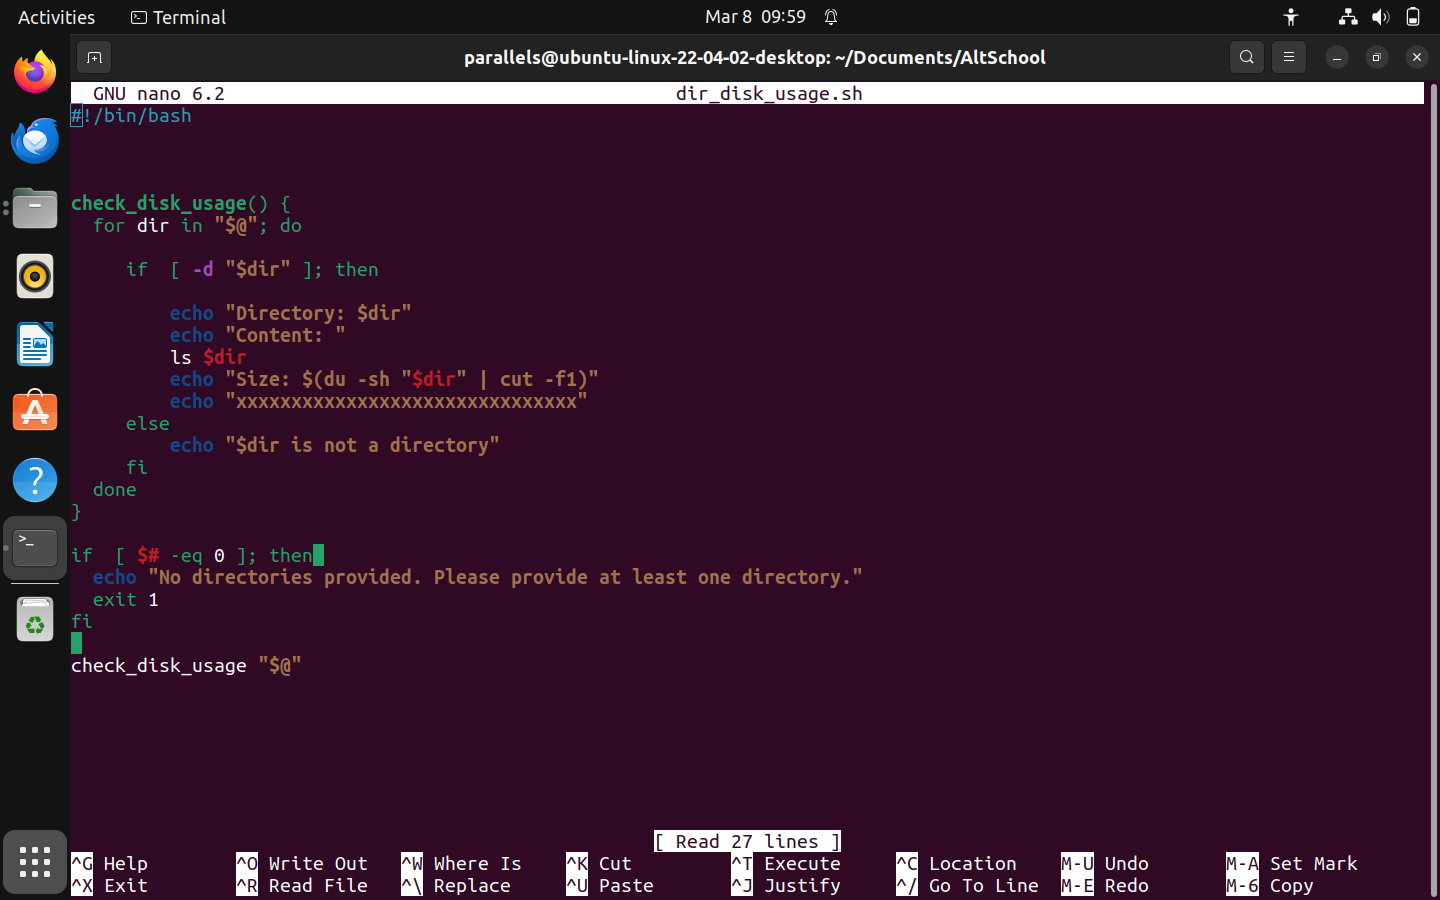 Activities Terminal Mar 8 09:59
parallels@ubuntu-linux-22-04-02-desktop: ~/Documents/AltSchool
GNU nano 6.2 dir_disk_usage.sh
#!/bin/bash
check_disk_usage() {
for dir in "$@"; do
if [ -d "$dir" ]; then
echo "Directory: $dir"
echo "Content: "
ls $dir
echo "Size: $(du -sh "$dir" | cut -f1)"
echo "xxxxxxxxxxxxxxxxxxxxxxxxxxxxxxx"
else
echo "$dir is not a directory"
fi
done
}
if [ $# -eq 0 ]; then
echo "No directories provided. Please provide at least one directory."
exit 1
fi
check_disk_usage "$@"
[ Read 27 lines ]
^G Help ^O Write Out ^W Where Is ^K Cut ^T Execute ^C Location M-U Undo M-A Set Mark
^X Exit ^R Read File ^\ Replace ^U Paste ^J Justify ^/ Go To Line M-E Redo M-6 Copy